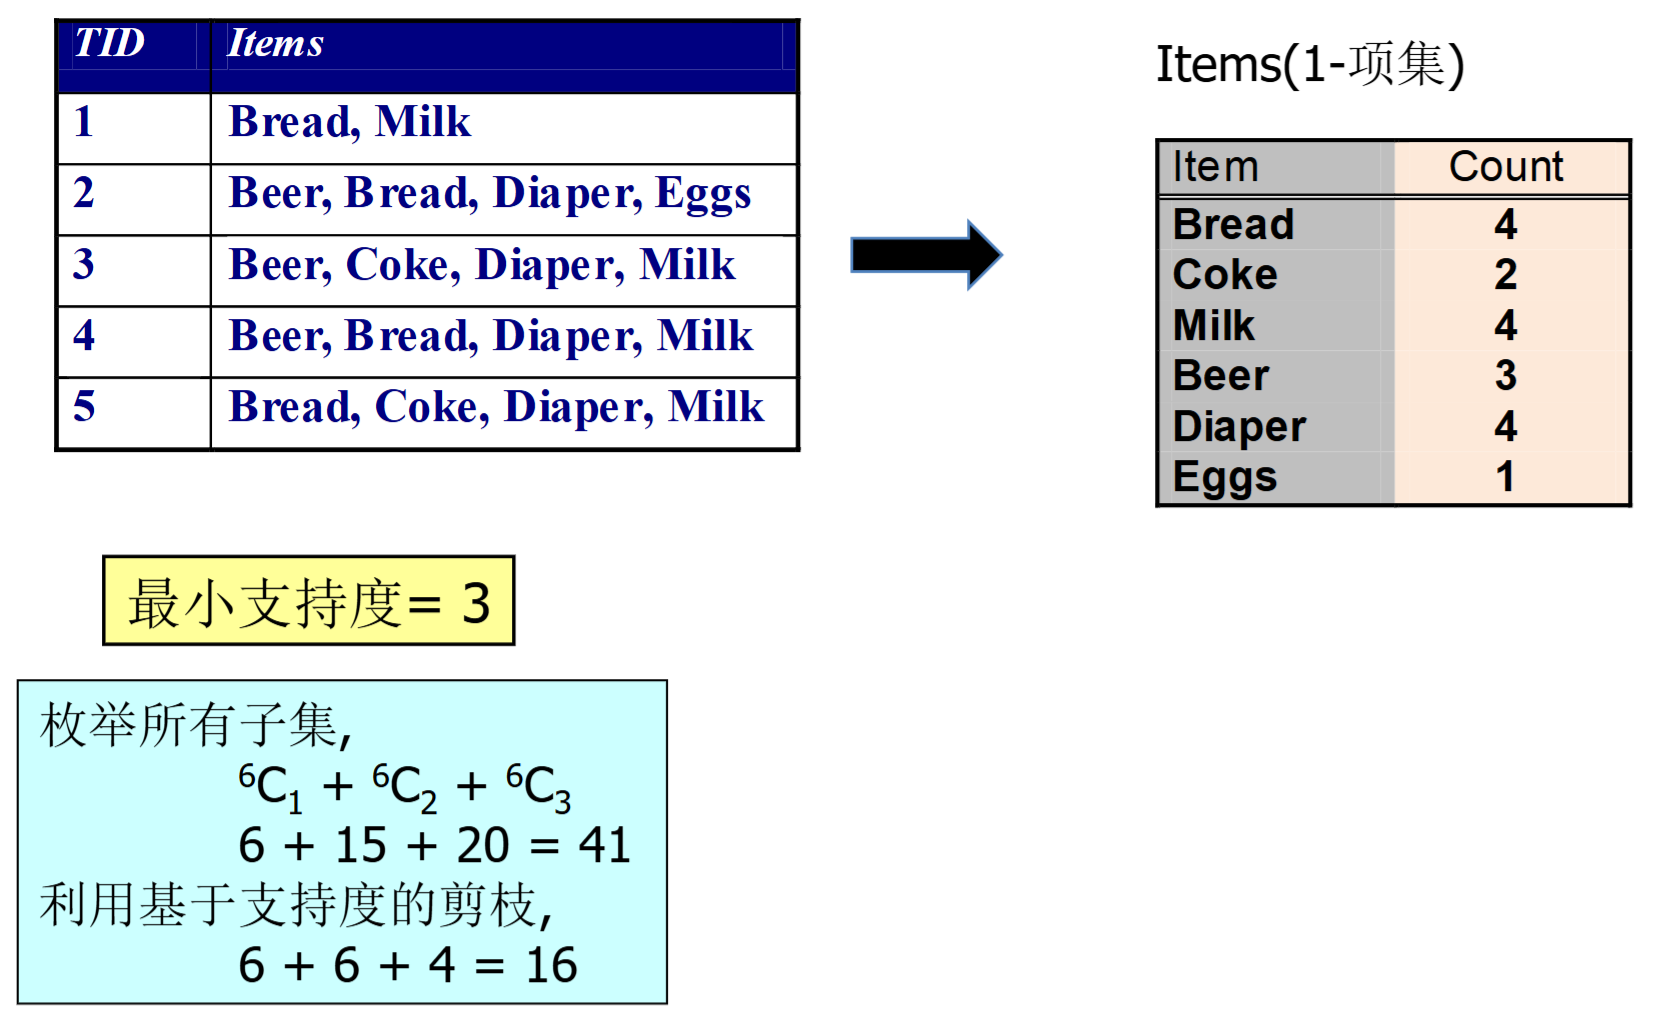 TID Items
1 Bread, Milk
2 Beer, Bread, Diaper, Eggs
3 Beer, Coke, Diaper, Milk
4 Beer, Bread, Diaper, Milk
5 Bread, Coke, Diaper, Milk
Items(1-项集)
Item Count
Bread 4
Coke 2
Milk 4
Beer 3
Diaper 4
Eggs 1
最小支持度= 3
枚举所有子集,
⁶C₁ + ⁶C₂ + ⁶C₃
6 + 15 + 20 = 41
利用基于支持度的剪枝,
6 + 6 + 4 = 16